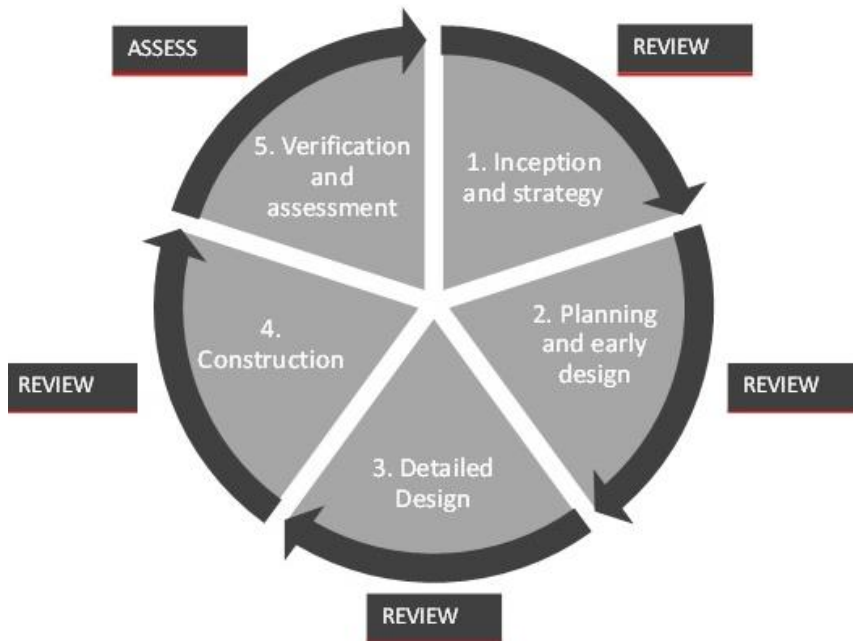 ASSESS
REVIEW
5. Verification
and
assessment
1. Inception
and strategy
2. Planning
and early
design
4.
Construction
REVIEW
REVIEW
3. Detailed
Design
REVIEW